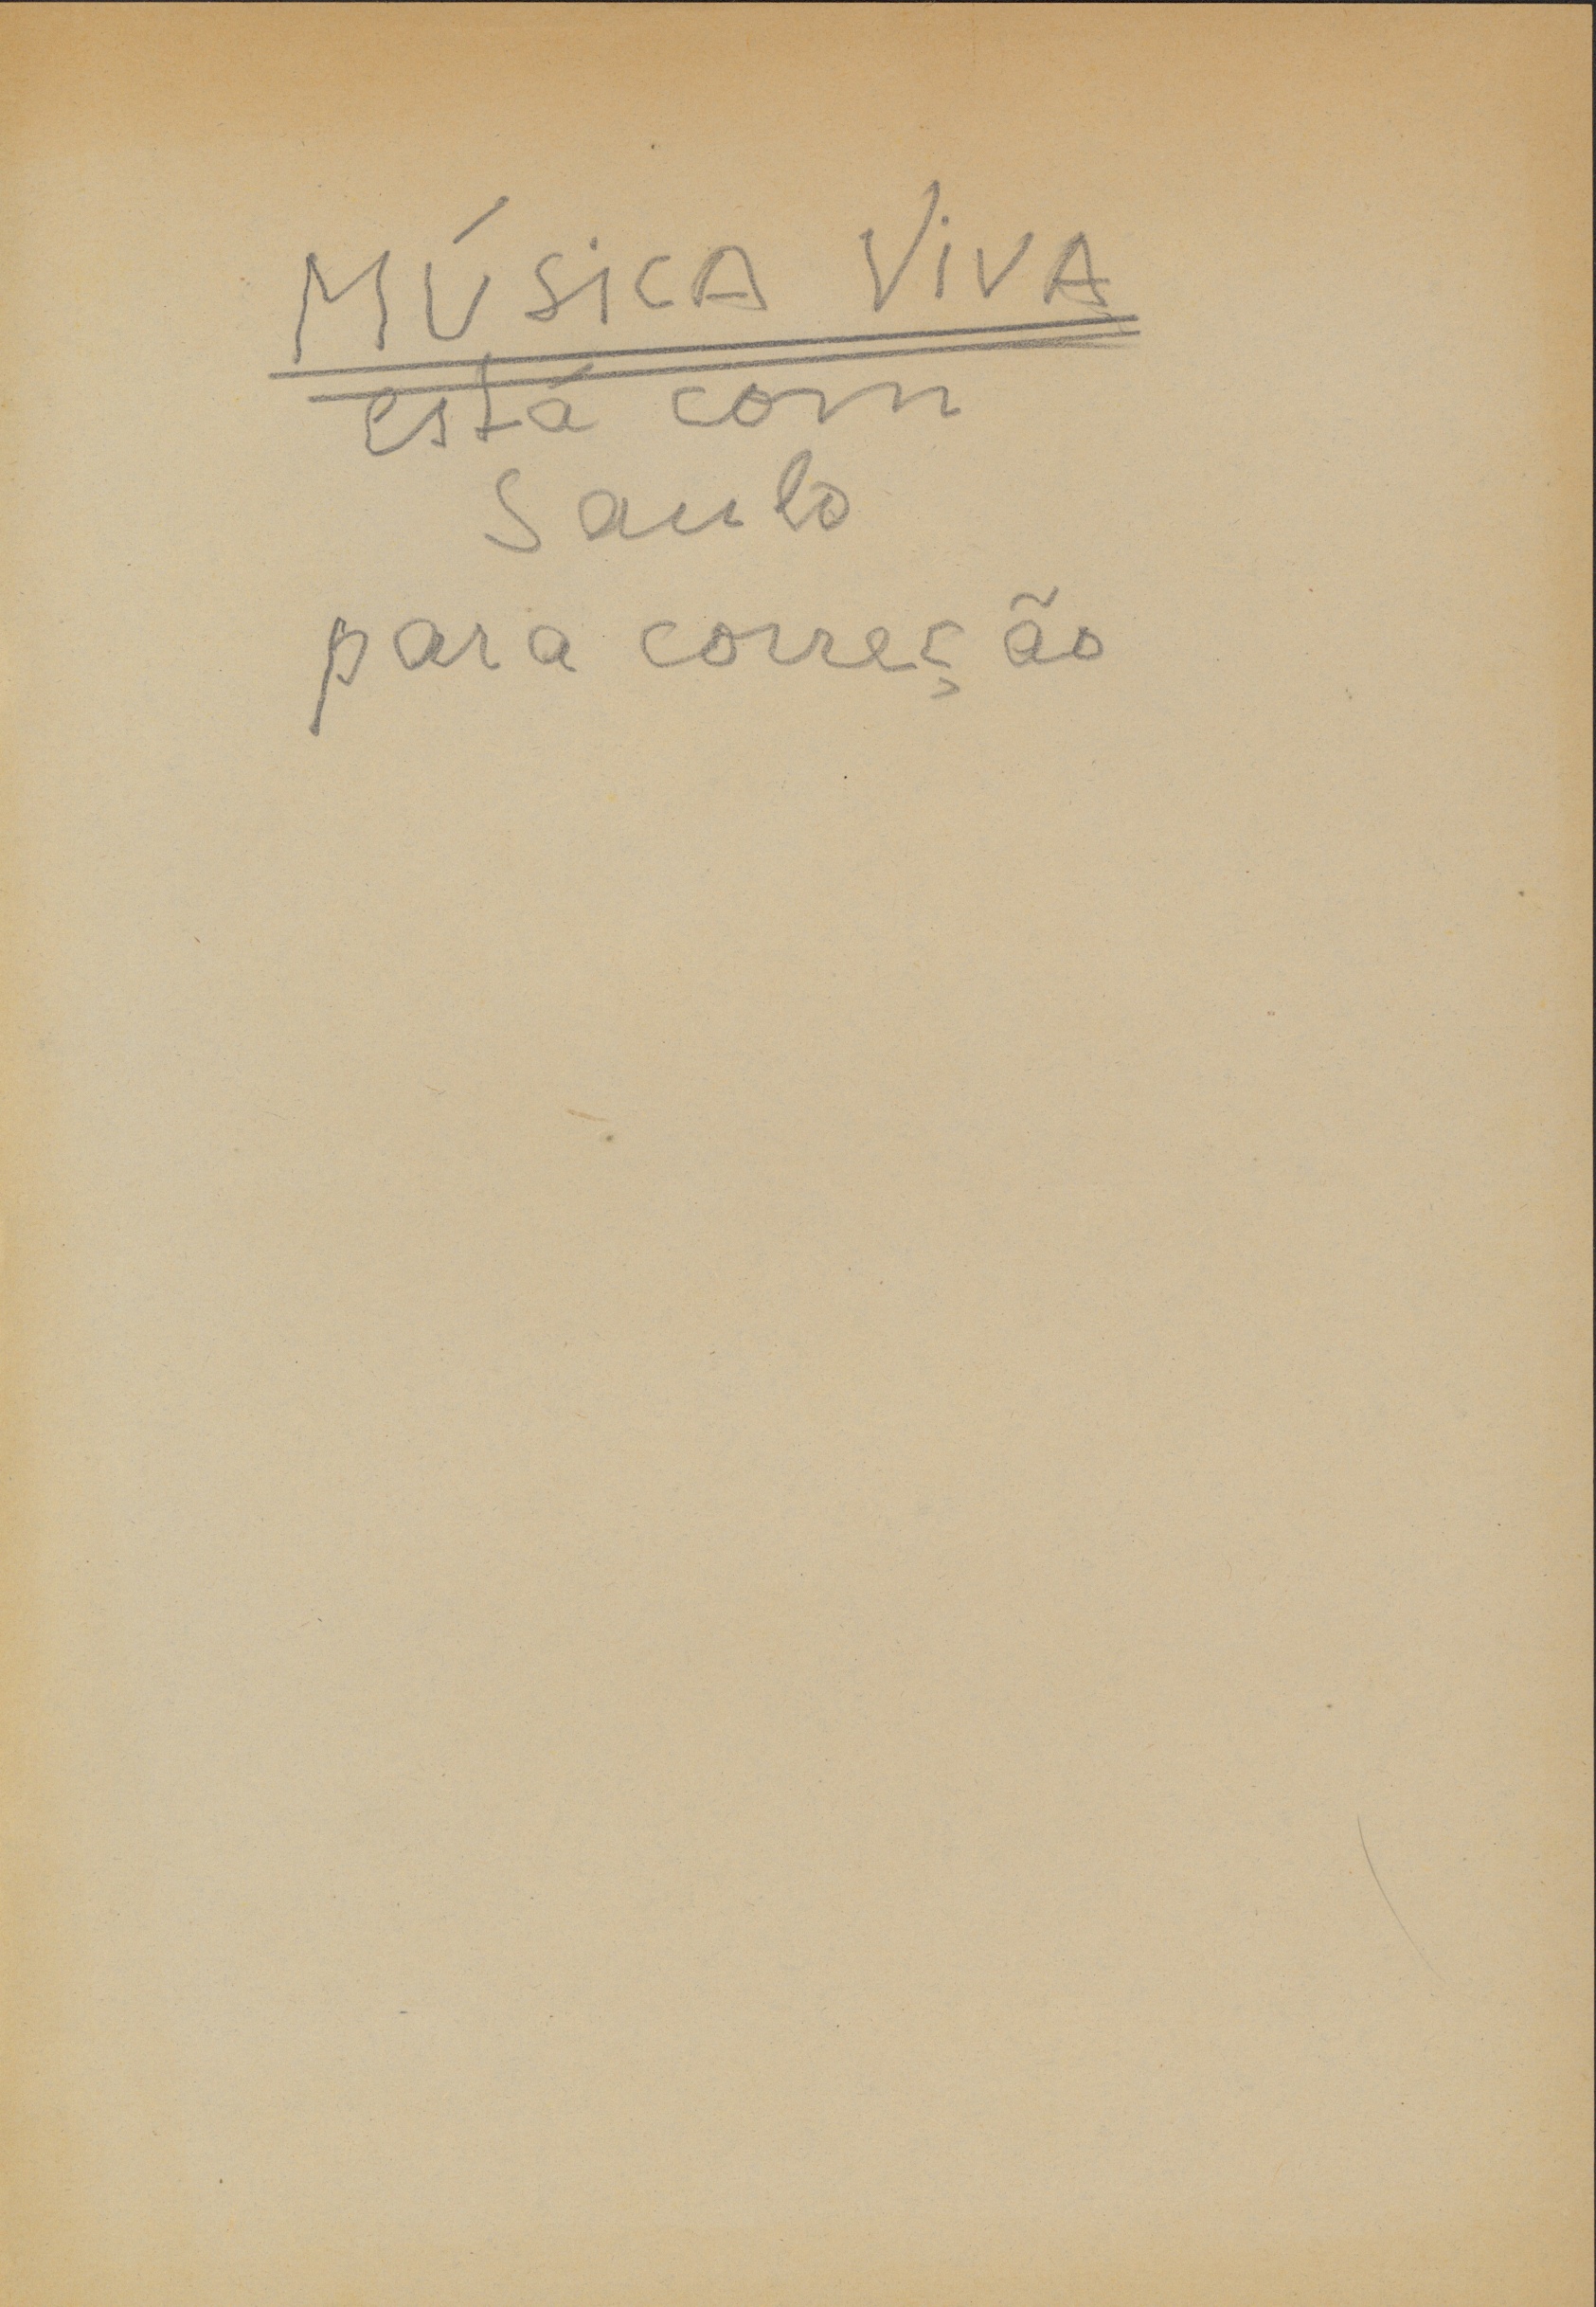 MÚSICA VIVA
está com
Saulo
para correção